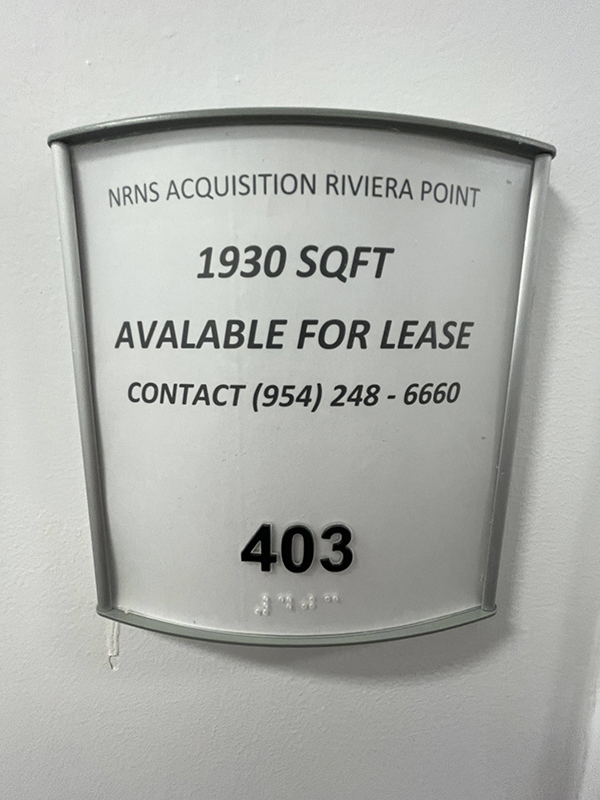 NRNS ACQUISITION RIVIERA POINT
1930 SQFT
AVALABLE FOR LEASE
CONTACT (954) 248 - 6660
403